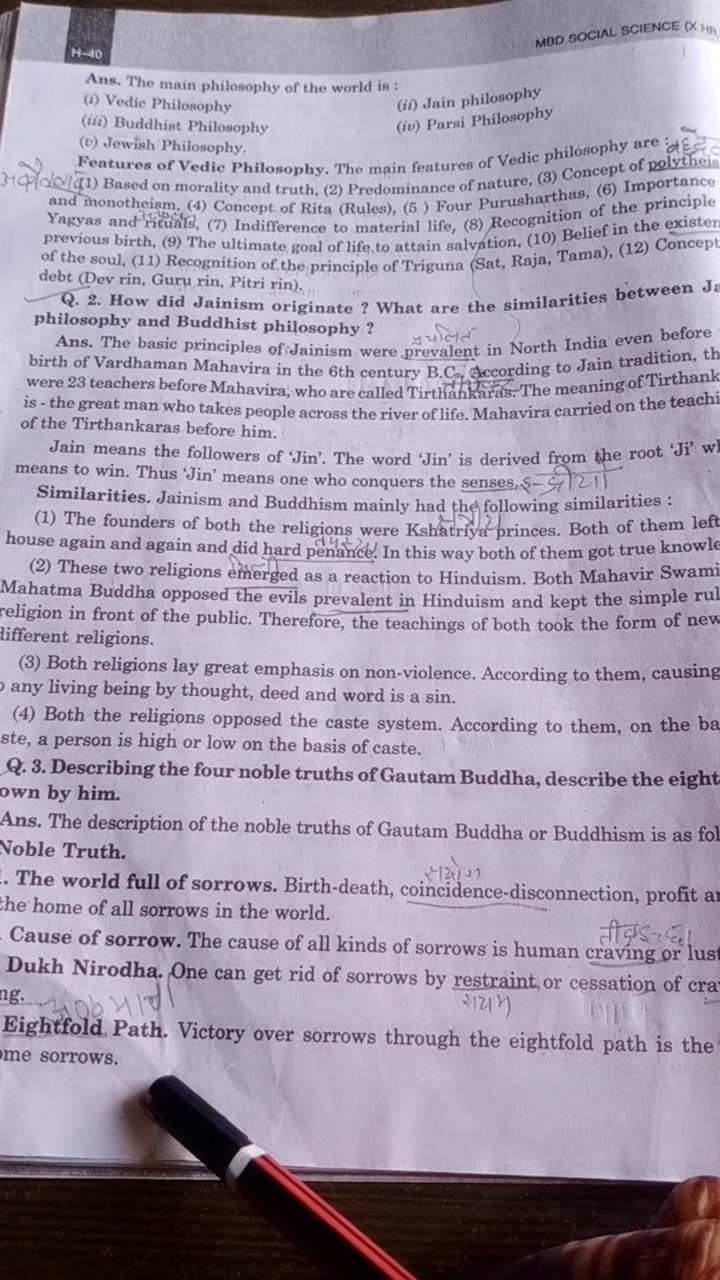 H-40
MBD SOCIAL SCIENCE (X HR.
Ans. The main philosophy of the world is :
(i) Vedic Philosophy
(ii) Jain philosophy
(iii) Buddhist Philosophy
(iv) Parsi Philosophy
(v) Jewish Philosophy.
Features of Vedic Philosophy. The main features of Vedic philosophy are :
(1) Based on morality and truth, (2) Predominance of nature, (3) Concept of polytheis
and monotheism, (4) Concept of Rita (Rules), (5 ) Four Purusharthas, (6) Importance
Yagyas and rituals, (7) Indifference to material life, (8) Recognition of the principle
previous birth, (9) The ultimate goal of life to attain salvation, (10) Belief in the existen
of the soul, (11) Recognition of the principle of Triguna (Sat, Raja, Tama), (12) Concept
debt (Dev rin, Guru rin, Pitri rin).
Q. 2. How did Jainism originate ? What are the similarities between Ja
philosophy and Buddhist philosophy ?
प्रचलित
Ans. The basic principles of Jainism were prevalent in North India even before
birth of Vardhaman Mahavira in the 6th century B.C. According to Jain tradition, th
were 23 teachers before Mahavira, who are called Tirthankaras. The meaning of Tirthank
is - the great man who takes people across the river of life. Mahavira carried on the teachi
of the Tirthankaras before him.
Jain means the followers of 'Jin'. The word 'Jin' is derived from the root 'Ji' wh
means to win. Thus 'Jin' means one who conquers the senses.
Similarities. Jainism and Buddhism mainly had the following similarities :
(1) The founders of both the religions were Kshatriya princes. Both of them left
house again and again and did hard penance. In this way both of them got true knowle
(2) These two religions emerged as a reaction to Hinduism. Both Mahavir Swami
Mahatma Buddha opposed the evils prevalent in Hinduism and kept the simple rul
religion in front of the public. Therefore, the teachings of both took the form of new
different religions.
(3) Both religions lay great emphasis on non-violence. According to them, causing
o any living being by thought, deed and word is a sin.
(4) Both the religions opposed the caste system. According to them, on the ba
ste, a person is high or low on the basis of caste.
Q. 3. Describing the four noble truths of Gautam Buddha, describe the eight
own by him.
Ans. The description of the noble truths of Gautam Buddha or Buddhism is as fol
Noble Truth.
संयोग
. The world full of sorrows. Birth-death, coincidence-disconnection, profit an
the home of all sorrows in the world.
Cause of sorrow. The cause of all kinds of sorrows is human craving or lust
Dukh Nirodha. One can get rid of sorrows by restraint or cessation of cra
ng.
संयम
Eightfold Path. Victory over sorrows through the eightfold path is the
ome sorrows.